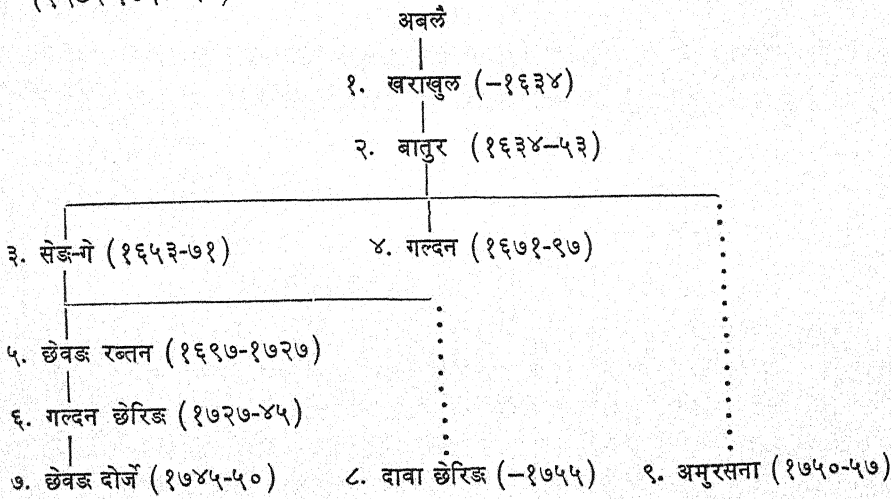 अबलै
१. खराखुल (–१६३४)
२. बातुर (१६३४–५३)
३. सेङ-गे (१६५३-७१) ४. गल्दन (१६७१-९७)
५. छेवङ रब्तन (१६९७-१७२७)
६. गल्दन छेरिङ (१७२७-४५)
७. छेवङ दोर्जे (१७४५-५०) ८. दावा छेरिङ (–१७५५) ९. अमुरसना (१७५०-५७)